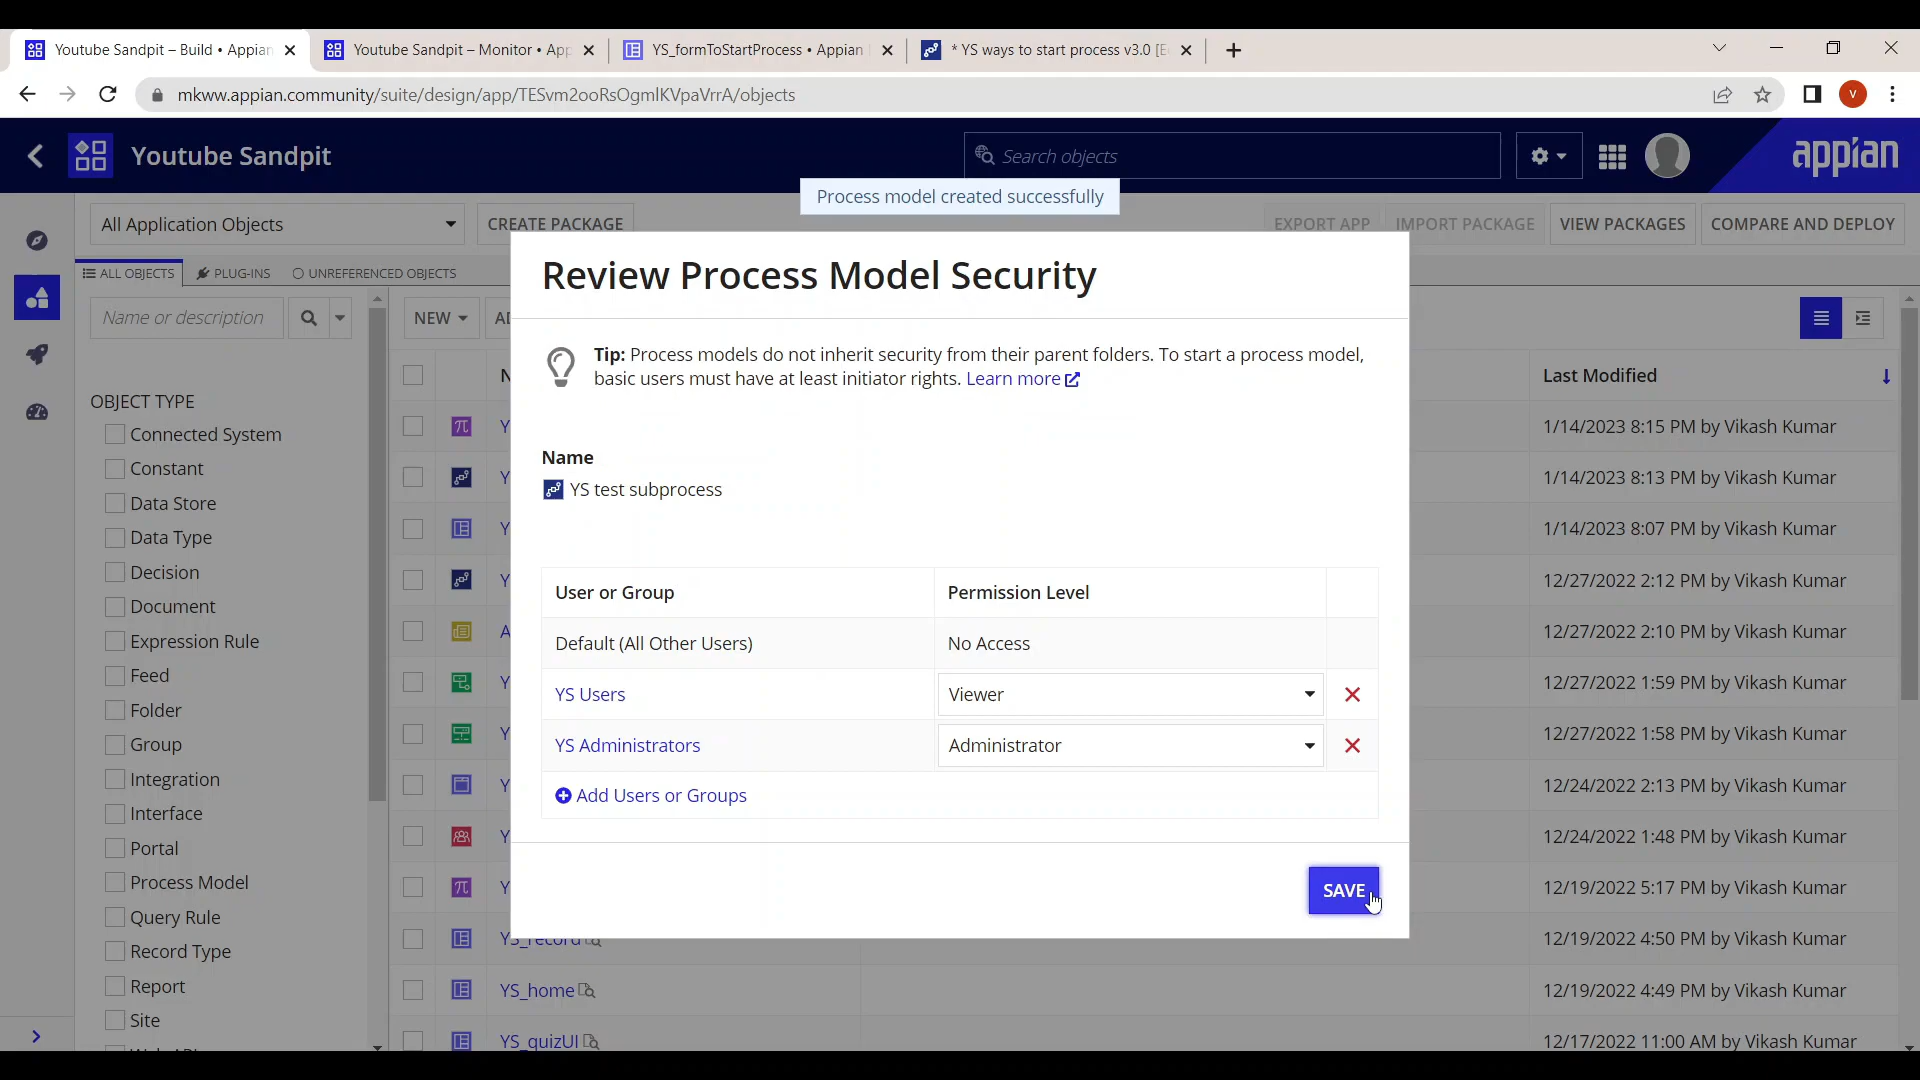 Youtube Sandpit – Build • Appian
Youtube Sandpit – Monitor • App
YS_formToStartProcess • Appian
* YS ways to start process v3.0 [E
mkww.appian.community/suite/design/app/TESvm2ooRsOgmlKVpaVrrA/objects
V
Youtube Sandpit
Search objects
appian
Process model created successfully
All Application Objects
CREATE PACKAGE
EXPORT APP
IMPORT PACKAGE
VIEW PACKAGES
COMPARE AND DEPLOY
ALL OBJECTS
PLUG-INS
UNREFERENCED OBJECTS
Name or description
NEW
OBJECT TYPE
Connected System
Constant
Data Store
Data Type
Decision
Document
Expression Rule
Feed
Folder
Group
Integration
Interface
Portal
Process Model
Query Rule
Record Type
Report
Site
Review Process Model Security
Tip: Process models do not inherit security from their parent folders. To start a process model,
basic users must have at least initiator rights. Learn more
Name
YS test subprocess
User or Group
Permission Level
Default (All Other Users)
No Access
YS Users
Viewer
YS Administrators
Administrator
Add Users or Groups
SAVE
Last Modified
1/14/2023 8:15 PM by Vikash Kumar
1/14/2023 8:13 PM by Vikash Kumar
1/14/2023 8:07 PM by Vikash Kumar
12/27/2022 2:12 PM by Vikash Kumar
12/27/2022 2:10 PM by Vikash Kumar
12/27/2022 1:59 PM by Vikash Kumar
12/27/2022 1:58 PM by Vikash Kumar
12/24/2022 2:13 PM by Vikash Kumar
12/24/2022 1:48 PM by Vikash Kumar
12/19/2022 5:17 PM by Vikash Kumar
YS_record
12/19/2022 4:50 PM by Vikash Kumar
YS_home
12/19/2022 4:49 PM by Vikash Kumar
YS_quizUI
12/17/2022 11:00 AM by Vikash Kumar